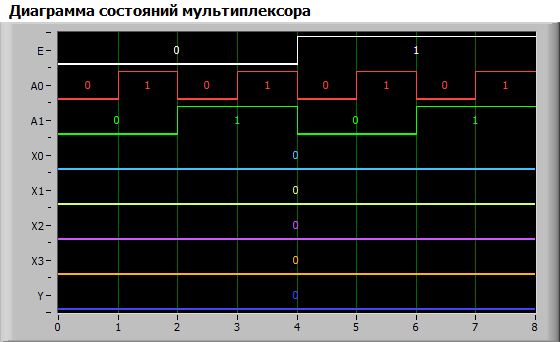 Диаграмма состояний мультиплексора
E 0 1
A0 0 1 0 1 0 1 0 1
A1 0 1 0 1
X0 0
X1 0
X2 0
X3 0
Y 0
0 1 2 3 4 5 6 7 8